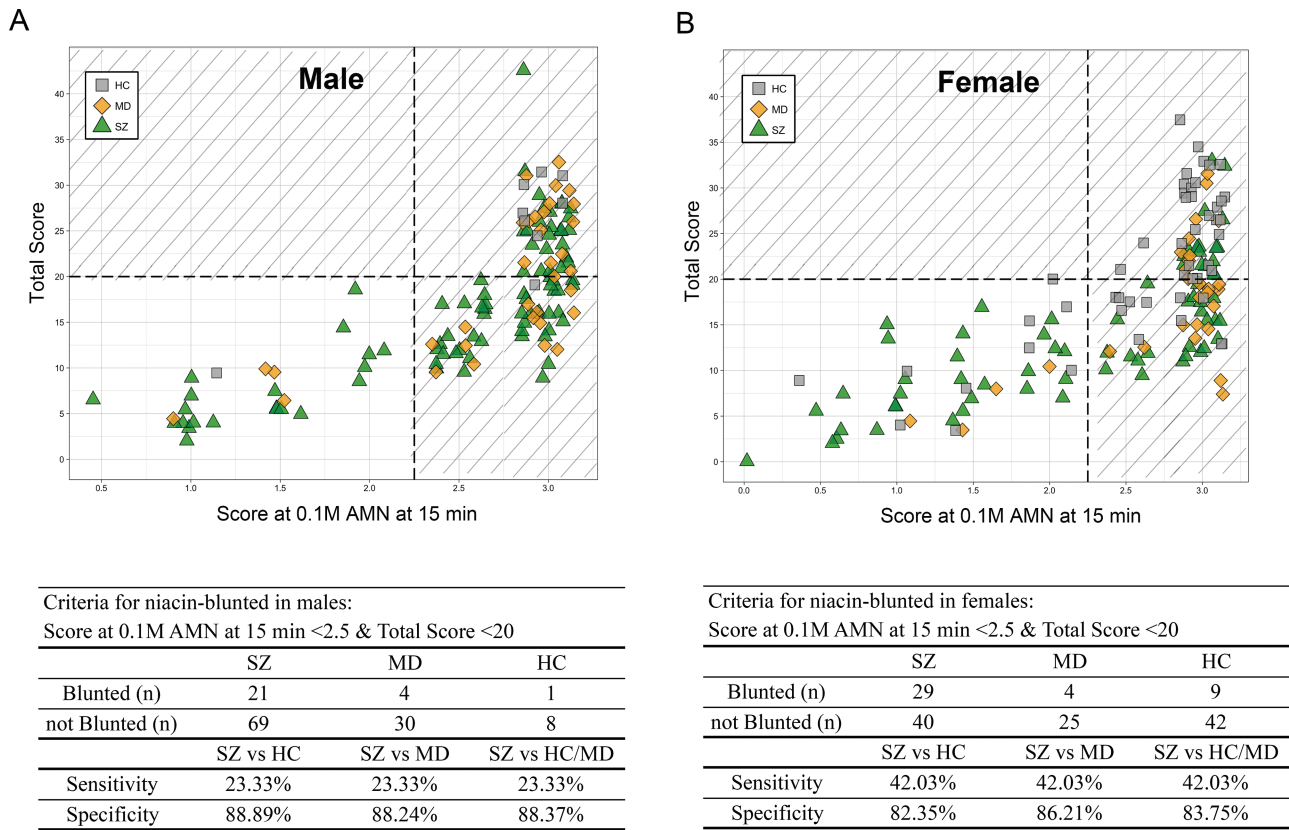 A
Male
HC
MD
SZ
Total Score
40
35
30
25
20
15
10
5
0
0.5 1.0 1.5 2.0 2.5 3.0
Score at 0.1M AMN at 15 min
B
Female
HC
MD
SZ
Total Score
40
35
30
25
20
15
10
5
0
0.0 0.5 1.0 1.5 2.0 2.5 3.0
Score at 0.1M AMN at 15 min
Criteria for niacin-blunted in males:
Score at 0.1M AMN at 15 min <2.5 & Total Score <20
SZ MD HC
Blunted (n) 21 4 1
not Blunted (n) 69 30 8
SZ vs HC SZ vs MD SZ vs HC/MD
Sensitivity 23.33% 23.33% 23.33%
Specificity 88.89% 88.24% 88.37%
Criteria for niacin-blunted in females:
Score at 0.1M AMN at 15 min <2.5 & Total Score <20
SZ MD HC
Blunted (n) 29 4 9
not Blunted (n) 40 25 42
SZ vs HC SZ vs MD SZ vs HC/MD
Sensitivity 42.03% 42.03% 42.03%
Specificity 82.35% 86.21% 83.75%